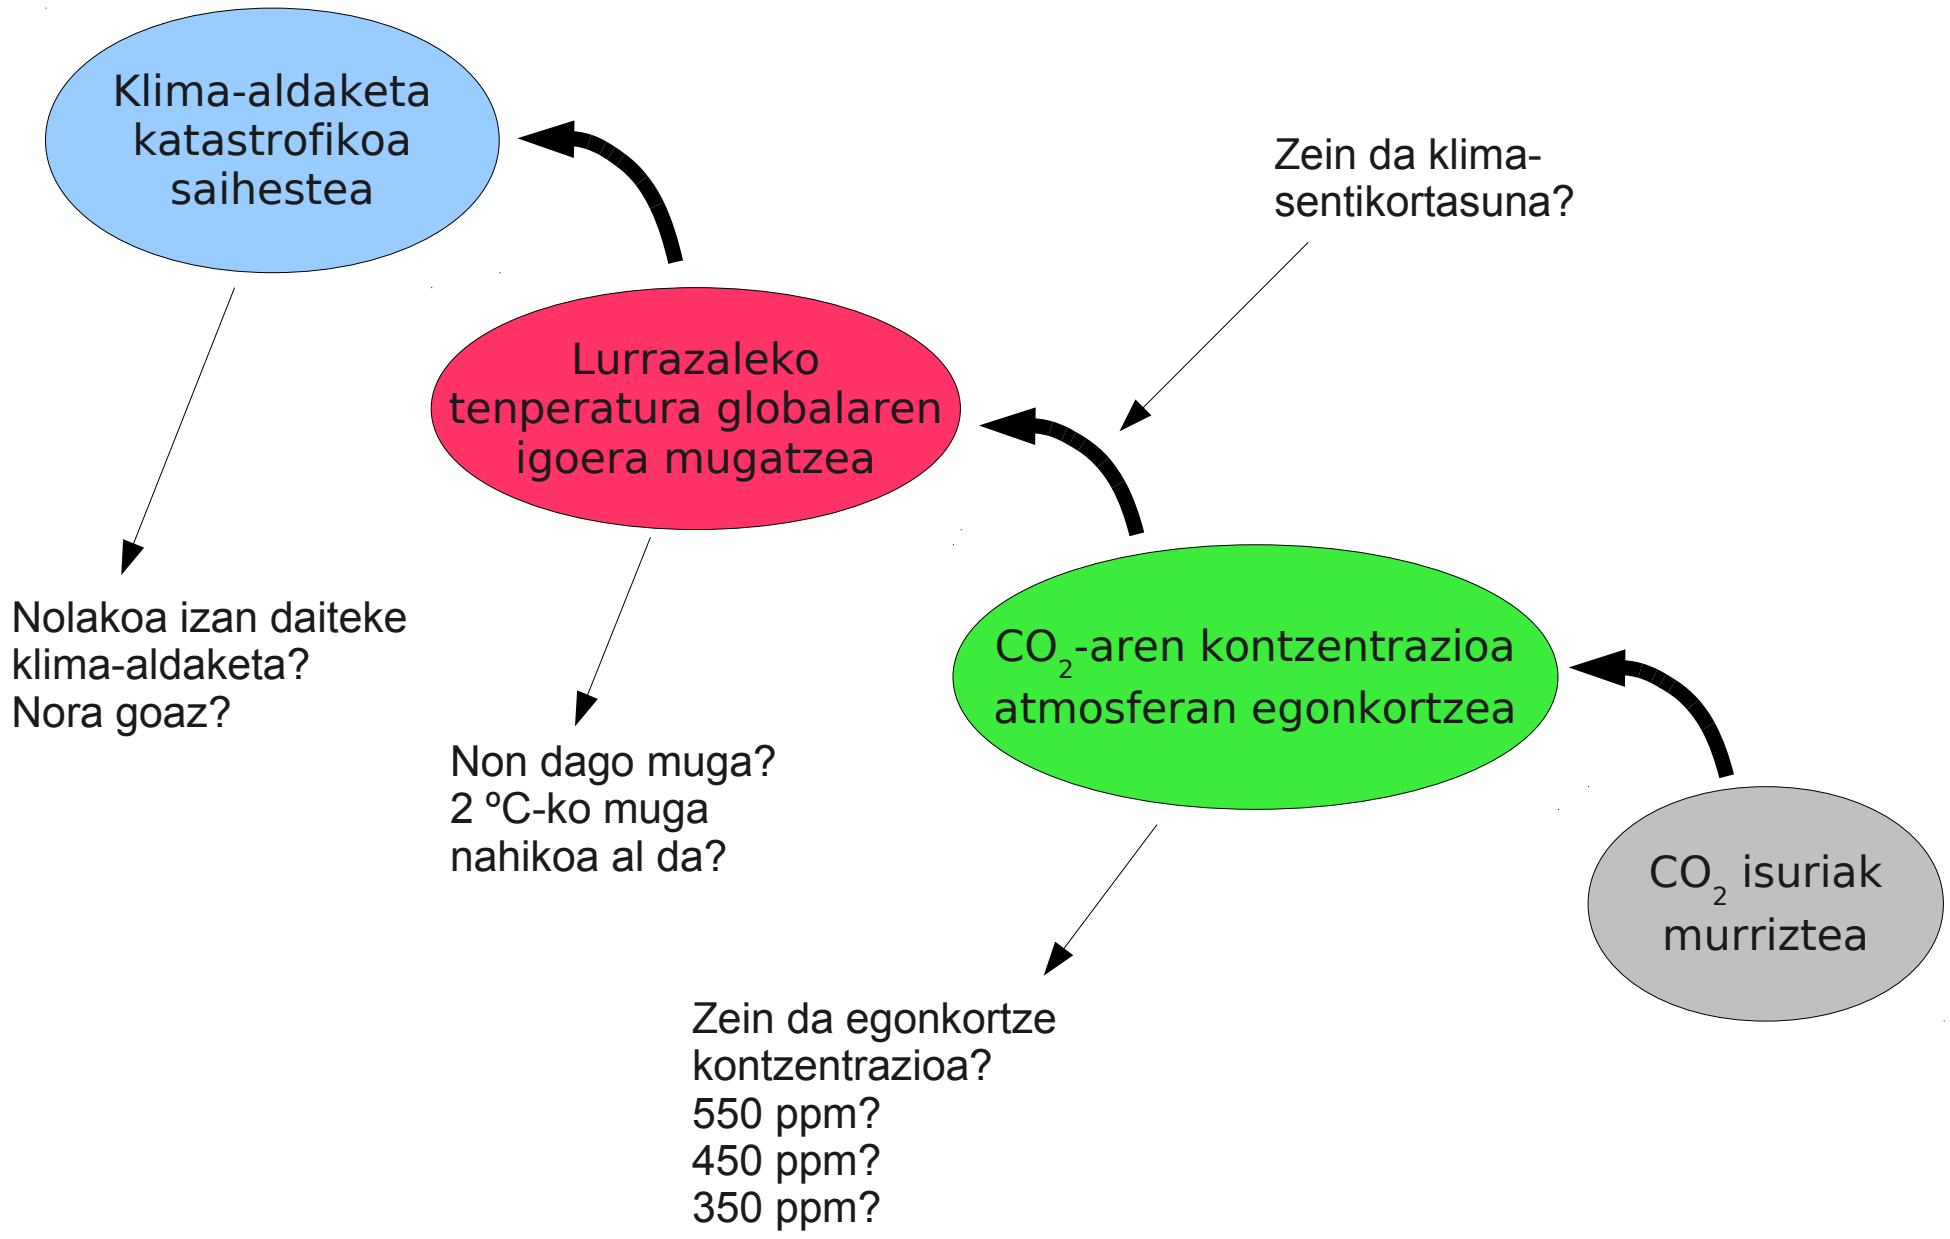 Klima-aldaketa
katastrofikoa
saihestea
Zein da klima-
sentikortasuna?
Lurrazaleko
tenperatura globalaren
igoera mugatzea
Nolakoa izan daiteke
klima-aldaketa?
Nora goaz?
CO₂-aren kontzentrazioa
atmosferan egonkortzea
Non dago muga?
2 ºC-ko muga
nahikoa al da?
CO₂ isuriak
murriztea
Zein da egonkortze
kontzentrazioa?
550 ppm?
450 ppm?
350 ppm?